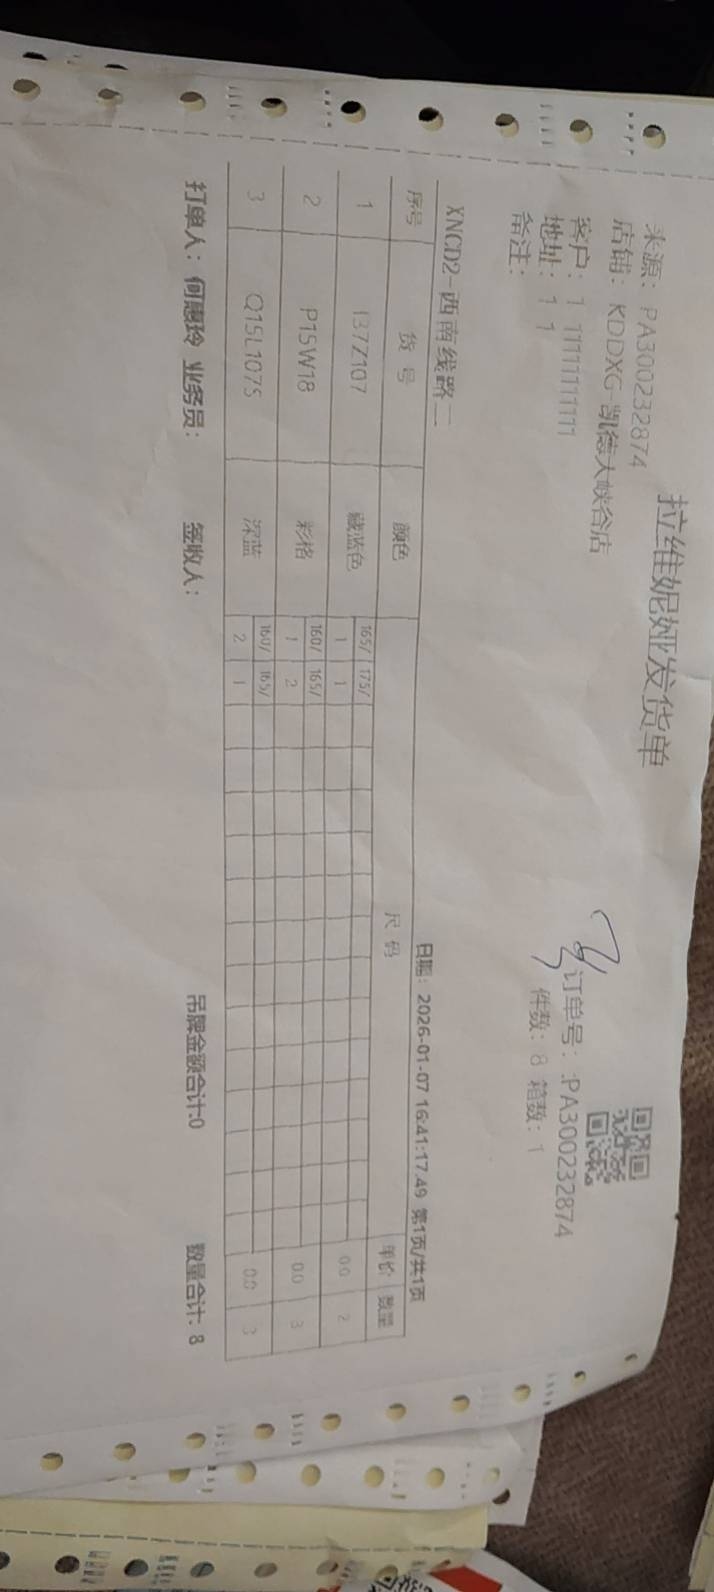 拉维妮娅发货单
来源：PA300232874
店铺：KDDXG-凯德大峡谷店 订单号：:PA300232874
客户：1 11111111111 件数：8 箱数：1
地址：1 1
备注：
XNCD2-西南线路二 日期：2026-01-07 16:41:17.49 第1页/共1页
序号 货号 颜色 尺码 单价 数量
1 I37Z107 藏蓝色 165/ 175/ 0.0 2
1 1
2 P15W18 彩格 160/ 165/ 0.0 3
1 2
3 Q15L1075 深蓝 160/ 165/ 0.0 3
2 1
打单人：何惠玲 业务员： 签收人： 吊牌金额合计:0 数量合计: 8